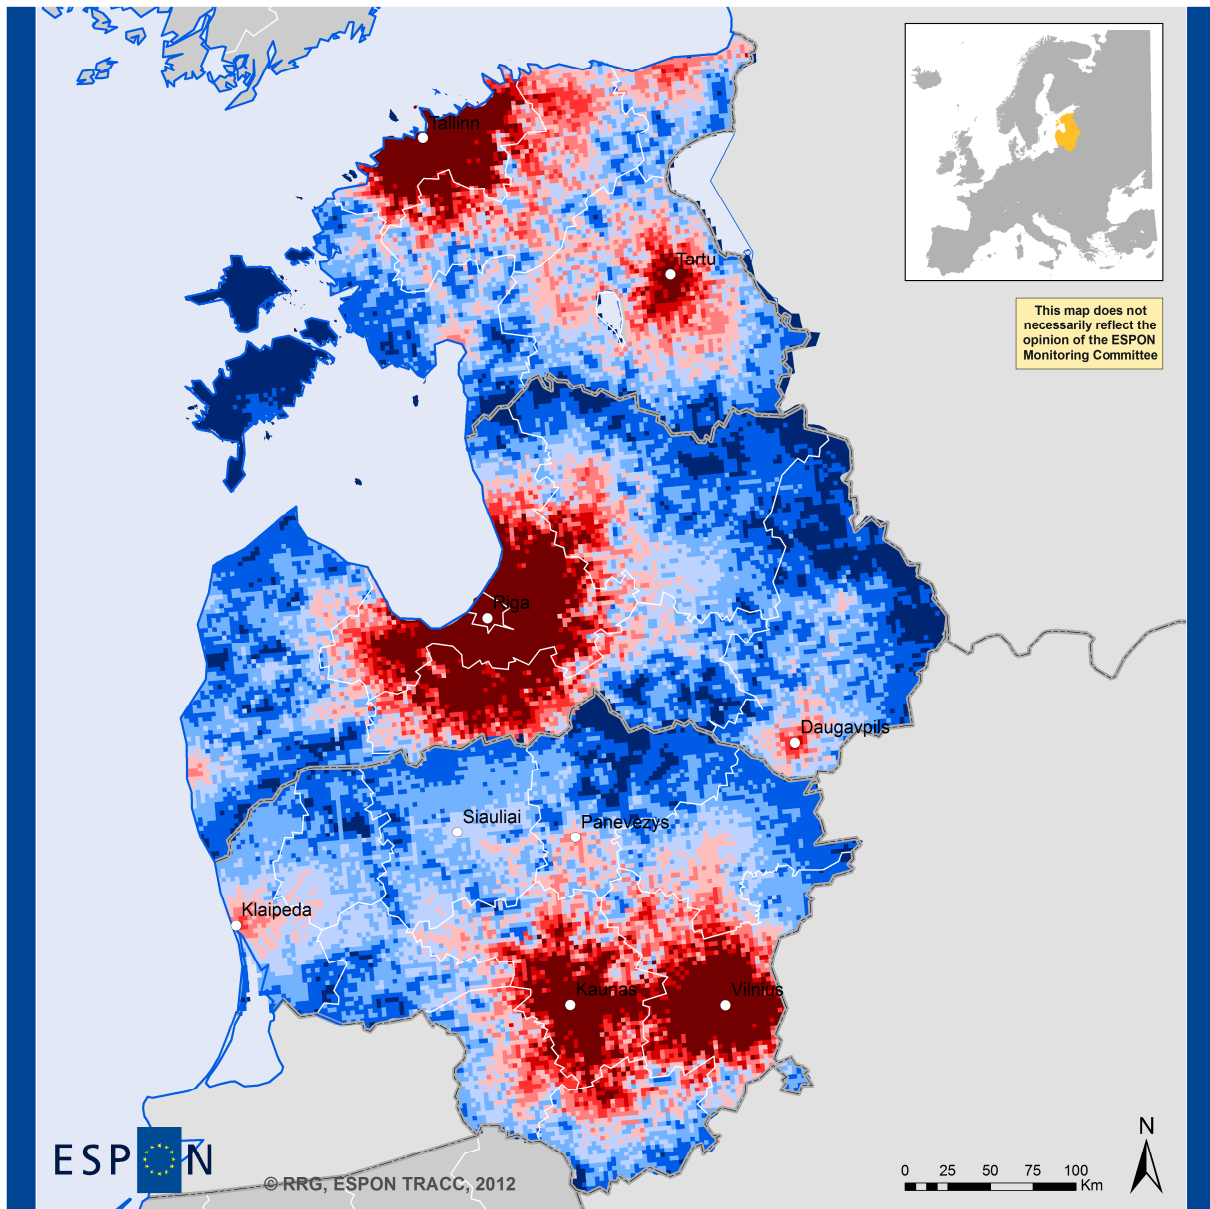 Tallinn
This map does not
necessarily reflect the
opinion of the ESPON
Monitoring Committee
Tartu
Riga
Daugavpils
Siauliai
Panevezys
Klaipeda
Kaunas
Vilnius
N
ESPON
0 25 50 75 100
Km
© RRG, ESPON TRACC, 2012